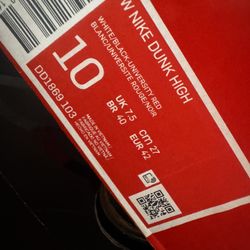 W NIKE DUNK HIGH
WHITE/BLACK-UNIVERSITY RED
BLANC/UNIVERSITE ROUGE/NOIR
10
UK 7.5
cm 27
BR 40
EUR 42
DD1869 103